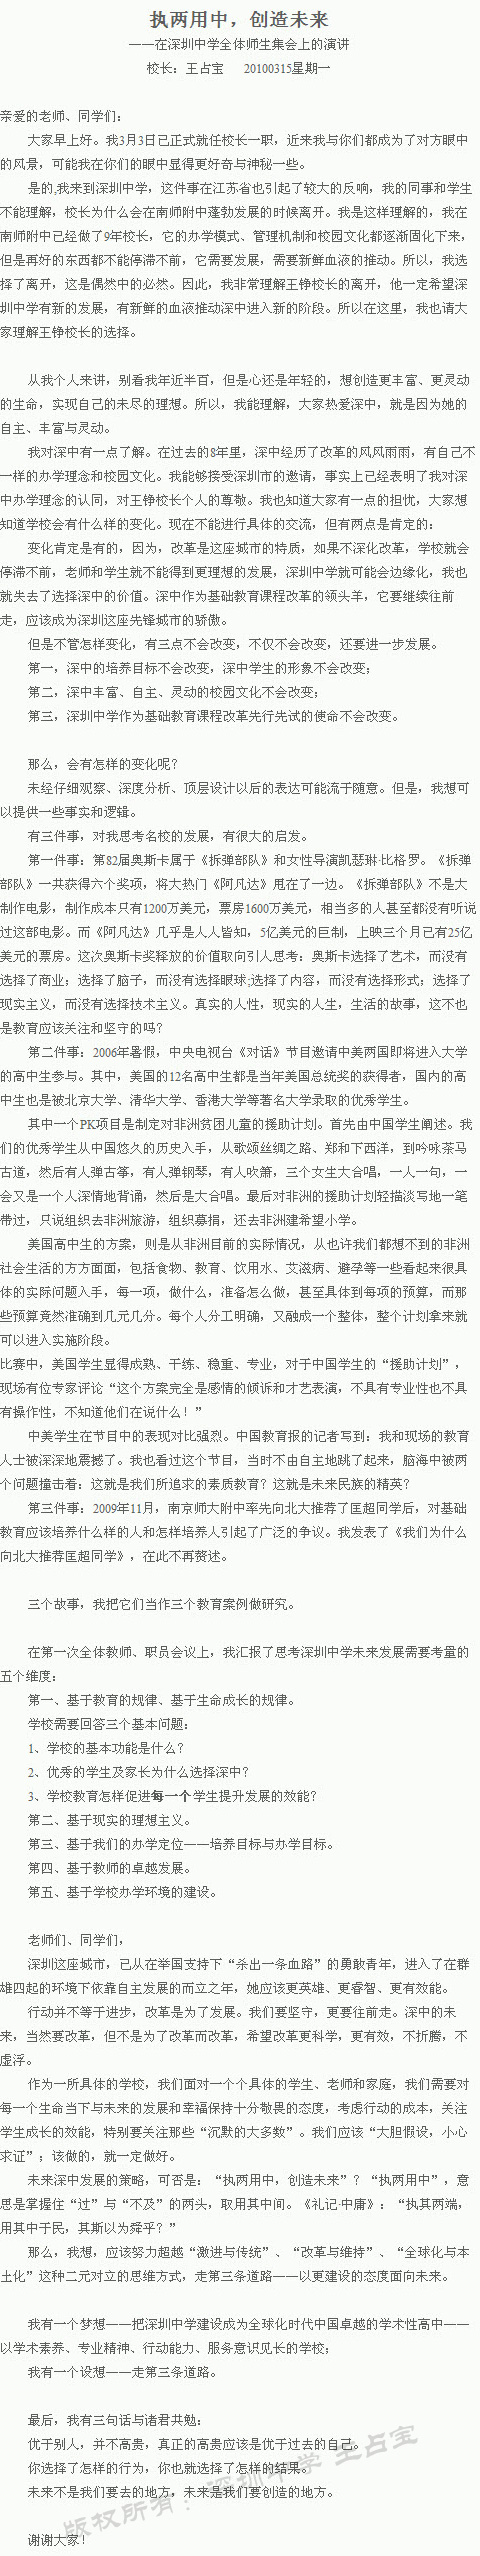 执两用中，创造未来
——在深圳中学全体师生集会上的演讲
校长：王占宝 20100315星期一
亲爱的老师、同学们：
大家早上好。我3月3日已正式就任校长一职，近来我与你们都成为了对方眼中
的风景，可能我在你们的眼中显得更好奇与神秘一些。
是的,我来到深圳中学，这件事在江苏省也引起了较大的反响，我的同事和学生
不能理解，校长为什么会在南师附中蓬勃发展的时候离开。我是这样理解的，我在
南师附中已经做了9年校长，它的办学模式、管理机制和校园文化都逐渐固化下来，
但是再好的东西都不能停滞不前，它需要发展，需要新鲜血液的推动。所以，我选
择了离开，这是偶然中的必然。因此，我非常理解王铮校长的离开，他一定希望深
圳中学有新的发展，有新鲜的血液推动深中进入新的阶段。所以在这里，我也请大
家理解王铮校长的选择。
从我个人来讲，别看我年近半百，但是心还是年轻的，想创造更丰富、更灵动
的生命，实现自己的未尽的理想。所以，我能理解，大家热爱深中，就是因为她的
自主、丰富与灵动。
我对深中有一点了解。在过去的8年里，深中经历了改革的风风雨雨，有自己不
一样的办学理念和校园文化。我能够接受深圳市的邀请，事实上已经表明了我对深
中办学理念的认同，对王铮校长个人的尊敬。我也知道大家有一点的担忧，大家想
知道学校会有什么样的变化。现在不能进行具体的交流，但有两点是肯定的：
变化肯定是有的，因为，改革是这座城市的特质，如果不深化改革，学校就会
停滞不前，老师和学生就不能得到更理想的发展，深圳中学就可能会边缘化，我也
就失去了选择深中的价值。深中作为基础教育课程改革的领头羊，它要继续往前
走，应该成为深圳这座先锋城市的骄傲。
但是不管怎样变化，有三点不会改变，不仅不会改变，还要进一步发展。
第一，深中的培养目标不会改变，深中学生的形象不会改变；
第二，深中丰富、自主、灵动的校园文化不会改变；
第三，深圳中学作为基础教育课程改革先行先试的使命不会改变。
那么，会有怎样的变化呢？
未经仔细观察、深度分析、顶层设计以后的表达可能流于随意。但是，我想可
以提供一些事实和逻辑。
有三件事，对我思考名校的发展，有很大的启发。
第一件事：第82届奥斯卡属于《拆弹部队》和女性导演凯瑟琳·比格罗。《拆弹
部队》一共获得六个奖项，将大热门《阿凡达》甩在了一边。《拆弹部队》不是大
制作电影，制作成本只有1200万美元，票房1600万美元，相当多的人甚至都没有听说
过这部电影。而《阿凡达》几乎是人人皆知，5亿美元的巨制，上映三个月已有25亿
美元的票房。这次奥斯卡奖释放的价值取向引人思考：奥斯卡选择了艺术，而没有
选择了商业；选择了脑子，而没有选择眼球;选择了内容，而没有选择形式；选择了
现实主义，而没有选择技术主义。真实的人性，现实的人生，生活的故事，这不也
是教育应该关注和坚守的吗？
第二件事：2006年暑假，中央电视台《对话》节目邀请中美两国即将进入大学
的高中生参与。其中，美国的12名高中生都是当年美国总统奖的获得者，国内的高
中生也是被北京大学、清华大学、香港大学等著名大学录取的优秀学生。
其中一个PK项目是制定对非洲贫困儿童的援助计划。首先由中国学生阐述。我
们的优秀学生从中国悠久的历史入手，从歌颂丝绸之路、郑和下西洋，到吟咏茶马
古道，然后有人弹古筝，有人弹钢琴，有人吹箫，三个女生大合唱，一人一句，一
会又是一个人深情地背诵，然后是大合唱。最后对非洲的援助计划轻描淡写地一笔
带过，只说组织去非洲旅游，组织募捐，还去非洲建希望小学。
美国高中生的方案，则是从非洲目前的实际情况，从也许我们都想不到的非洲
社会生活的方方面面，包括食物、教育、饮用水、艾滋病、避孕等一些看起来很具
体的实际问题入手，每一项，做什么，准备怎么做，甚至具体到每项的预算，而那
些预算竟然准确到几元几分。每个人分工明确，又融成一个整体，整个计划拿来就
可以进入实施阶段。
比赛中，美国学生显得成熟、干练、稳重、专业，对于中国学生的“援助计划”，
现场有位专家评论“这个方案完全是感情的倾诉和才艺表演，不具有专业性也不具
有操作性，不知道他们在说什么！”
中美学生在节目中的表现对比强烈。中国教育报的记者写到：我和现场的教育
人士被深深地震撼了。我也看过这个节目，当时不由自主地跳了起来，脑海中被两
个问题撞击着：这就是我们所追求的素质教育？这就是未来民族的精英？
第三件事：2009年11月，南京师大附中率先向北大推荐了匡超同学后，对基础
教育应该培养什么样的人和怎样培养人引起了广泛的争议。我发表了《我们为什么
向北大推荐匡超同学》，在此不再赘述。
三个故事，我把它们当作三个教育案例做研究。
在第一次全体教师、职员会议上，我汇报了思考深圳中学未来发展需要考量的
五个维度：
第一、基于教育的规律、基于生命成长的规律。
学校需要回答三个基本问题：
1、学校的基本功能是什么？
2、优秀的学生及家长为什么选择深中？
3、学校教育怎样促进每一个学生提升发展的效能？
第二、基于现实的理想主义。
第三、基于我们的办学定位——培养目标与办学目标。
第四、基于教师的卓越发展。
第五、基于学校办学环境的建设。
老师们、同学们，
深圳这座城市，已从在举国支持下“杀出一条血路”的勇敢青年，进入了在群
雄四起的环境下依靠自主发展的而立之年，她应该更英雄、更睿智、更有效能。
行动并不等于进步，改革是为了发展。我们要坚守，更要往前走。深中的未
来，当然要改革，但不是为了改革而改革，希望改革更科学，更有效，不折腾，不
虚浮。
作为一所具体的学校，我们面对一个个具体的学生、老师和家庭，我们需要对
每一个生命当下与未来的发展和幸福保持十分敬畏的态度，考虑行动的成本，关注
学生成长的效能，特别要关注那些“沉默的大多数”。我们应该“大胆假设，小心
求证”；该做的，就一定做好。
未来深中发展的策略，可否是：“执两用中，创造未来”？“执两用中”，意
思是掌握住“过”与“不及”的两头，取用其中间。《礼记·中庸》：“执其两端，
用其中于民，其斯以为舜乎？”
那么，我想，应该努力超越“激进与传统”、“改革与维持”、“全球化与本
土化”这种二元对立的思维方式，走第三条道路——以更建设的态度面向未来。
我有一个梦想——把深圳中学建设成为全球化时代中国卓越的学术性高中——
以学术素养、专业精神、行动能力、服务意识见长的学校；
我有一个设想——走第三条道路。
最后，我有三句话与诸君共勉：
优于别人，并不高贵，真正的高贵应该是优于过去的自己。
你选择了怎样的行为，你也就选择了怎样的结果。
未来不是我们要去的地方，未来是我们要创造的地方。
版权所有：深圳中学 王占宝
谢谢大家！